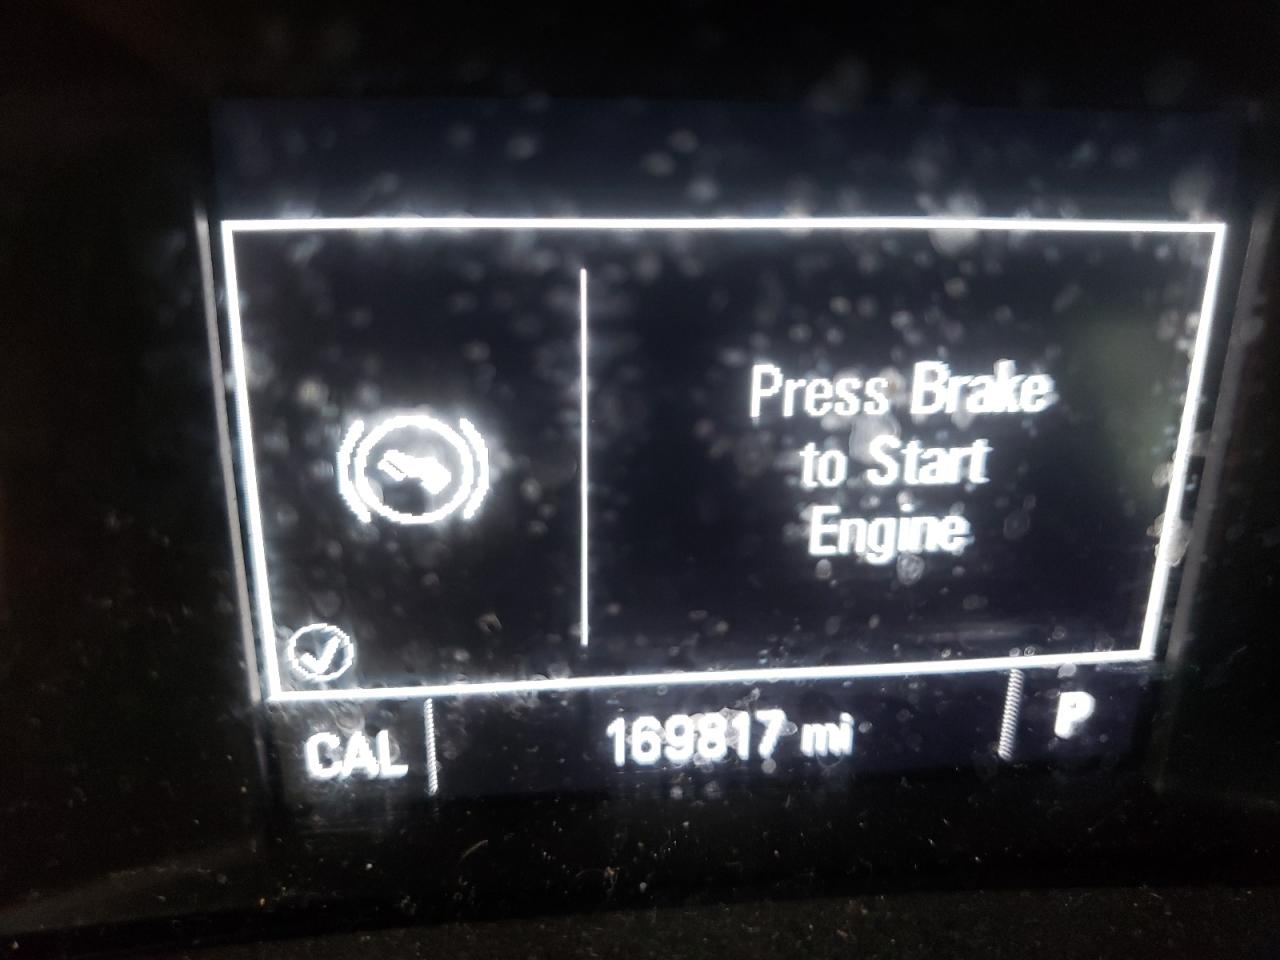 Press Brake
to Start
Engine
CAL
169817 mi
P